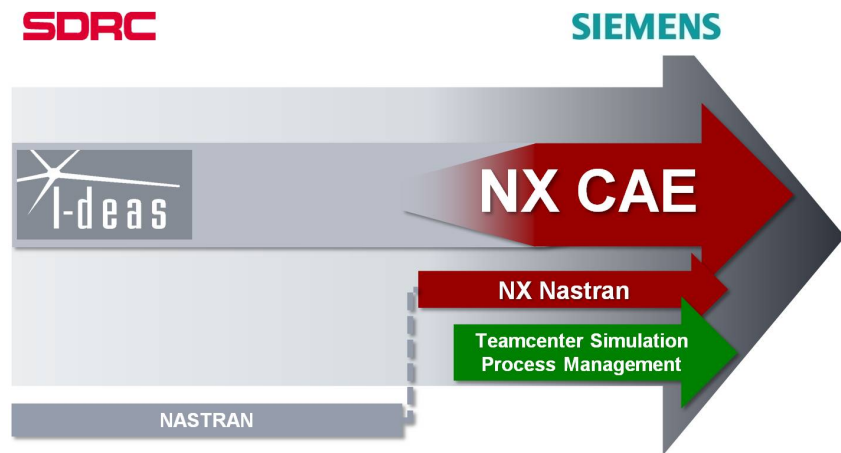 SDRC
SIEMENS
I-deas
NX CAE
NX Nastran
Teamcenter Simulation
Process Management
NASTRAN